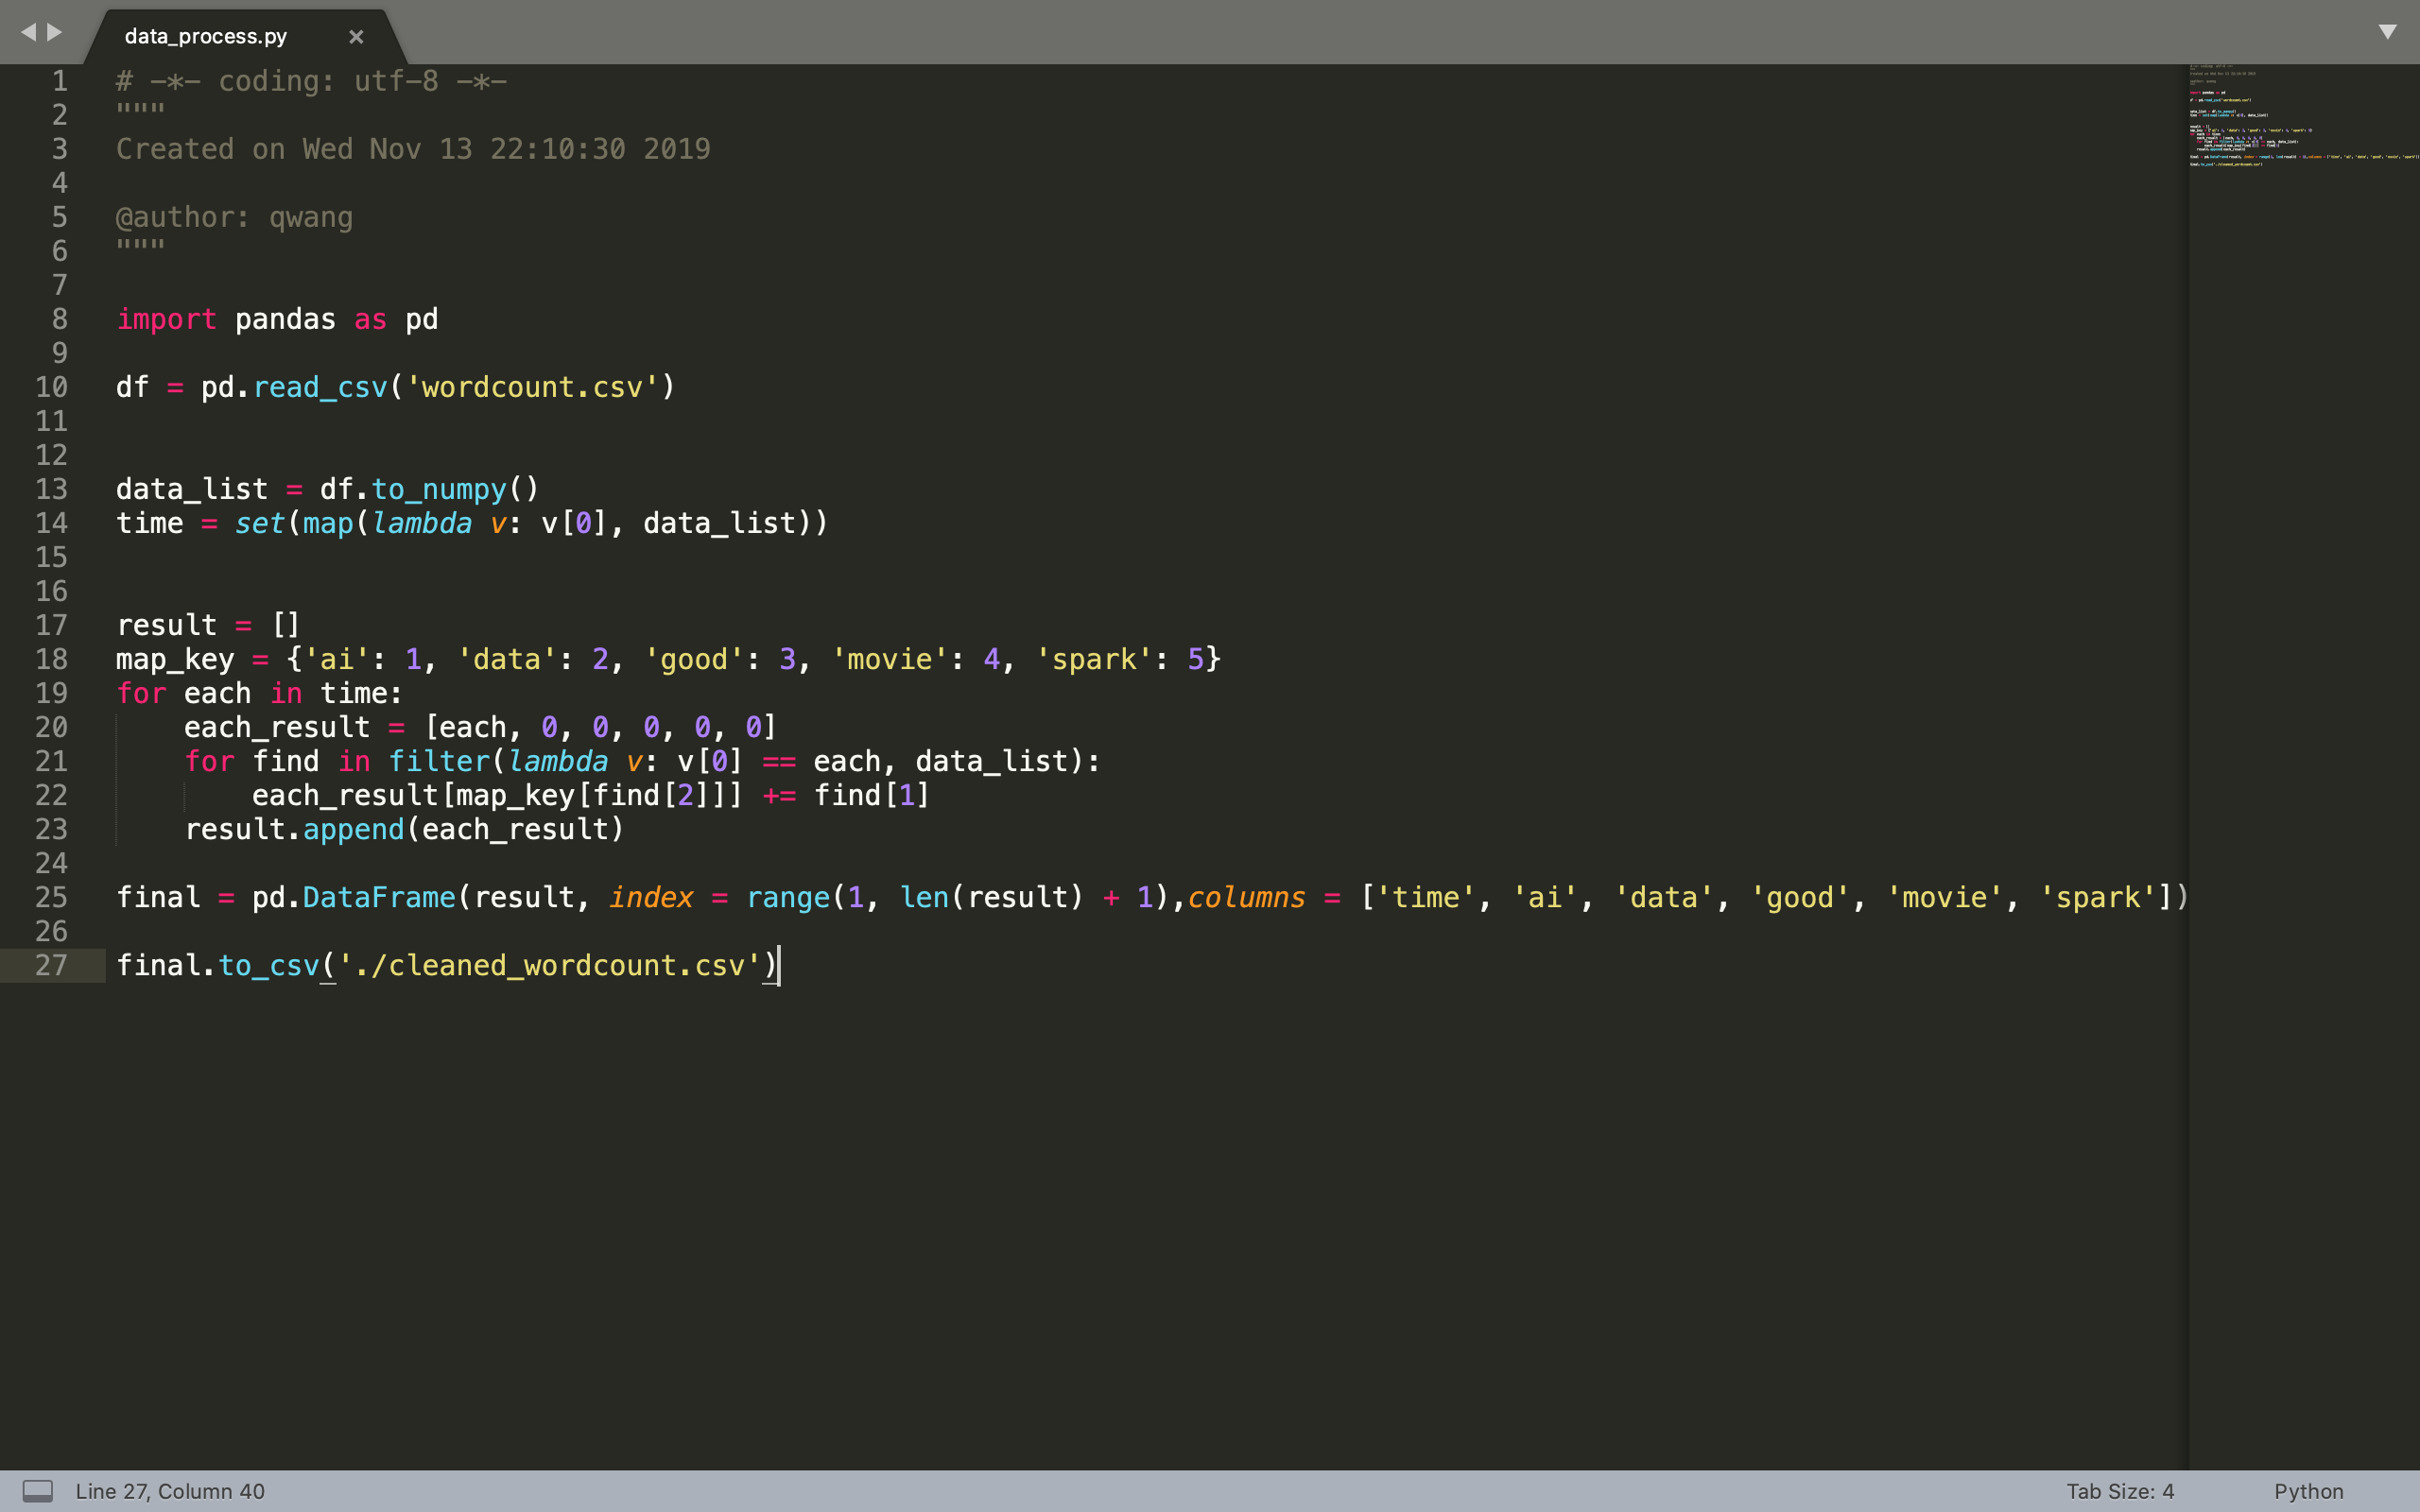 data_process.py ×
1 # -*- coding: utf-8 -*-
2 """
3 Created on Wed Nov 13 22:10:30 2019
4
5 @author: qwang
6 """
7
8 import pandas as pd
9
10 df = pd.read_csv('wordcount.csv')
11
12
13 data_list = df.to_numpy()
14 time = set(map(lambda v: v[0], data_list))
15
16
17 result = []
18 map_key = {'ai': 1, 'data': 2, 'good': 3, 'movie': 4, 'spark': 5}
19 for each in time:
20     each_result = [each, 0, 0, 0, 0, 0]
21     for find in filter(lambda v: v[0] == each, data_list):
22         each_result[map_key[find[2]]] += find[1]
23     result.append(each_result)
24
25 final = pd.DataFrame(result, index = range(1, len(result) + 1),columns = ['time', 'ai', 'data', 'good', 'movie', 'spark'])
26
27 final.to_csv('./cleaned_wordcount.csv')
Line 27, Column 40 Tab Size: 4 Python